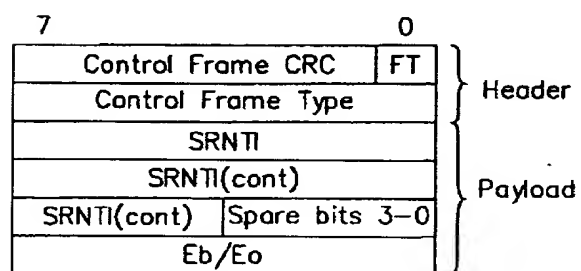 7 0
Control Frame CRC FT
Control Frame Type
Header
SRNTI
SRNTI(cont)
SRNTI(cont) Spare bits 3-0
Payload
Eb/Eo